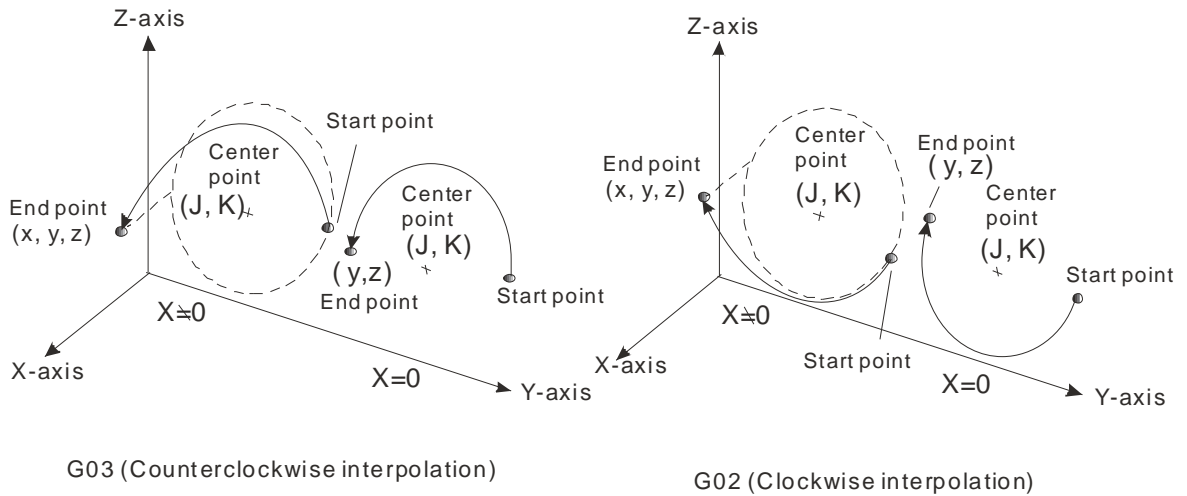 Z-axis
Start point
Center
point
(J, K)
End point
(x, y, z)
Center
point
(J, K)
(y,z)
End point
Start point
X≠0
X-axis
X=0
Y-axis
G03 (Counterclockwise interpolation)
Z-axis
Center
point
(J, K)
End point
(x, y, z)
End point
(y, z)
Center
point
(J, K)
Start point
X≠0
Start point
X-axis
X=0
Y-axis
G02 (Clockwise interpolation)